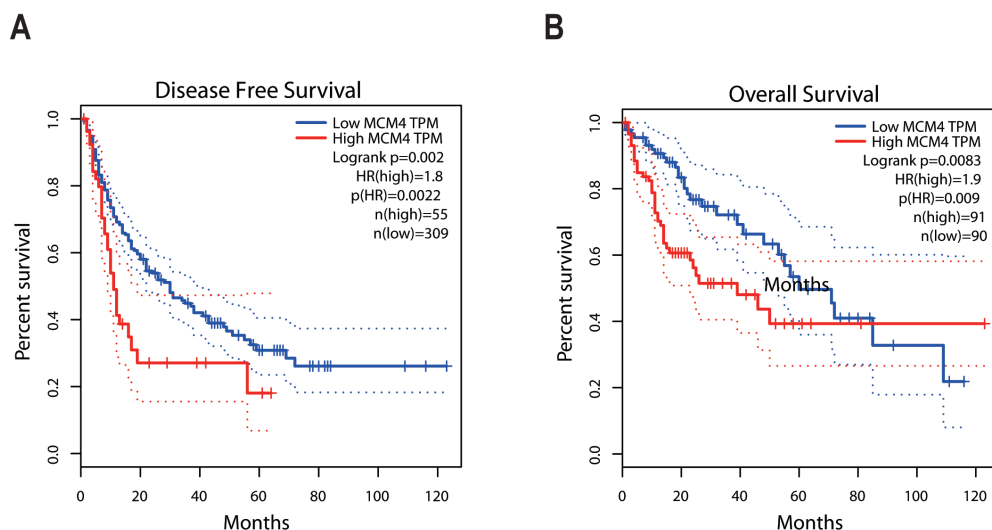 A
Disease Free Survival
Low MCM4 TPM
High MCM4 TPM
Logrank p=0.002
HR(high)=1.8
p(HR)=0.0022
n(high)=55
n(low)=309
Percent survival
1.0
0.8
0.6
0.4
0.2
0.0
0 20 40 60 80 100 120
Months
B
Overall Survival
Low MCM4 TPM
High MCM4 TPM
Logrank p=0.0083
HR(high)=1.9
p(HR)=0.009
n(high)=91
n(low)=90
Months
Percent survival
1.0
0.8
0.6
0.4
0.2
0.0
0 20 40 60 80 100 120
Months